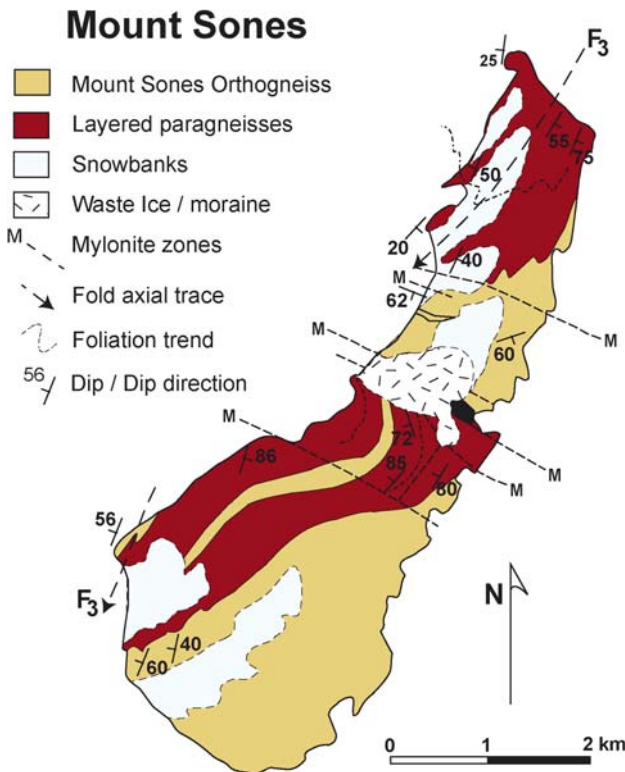 Mount Sones
Mount Sones Orthogneiss
Layered paragneisses
Snowbanks
Waste Ice / moraine
M Mylonite zones
Fold axial trace
Foliation trend
56 Dip / Dip direction
25
F3
55
75
50
20
40
M
62
M
M
60
72
86
85
M
80
M
M
56
F3
40
60
N
0 1 2 km